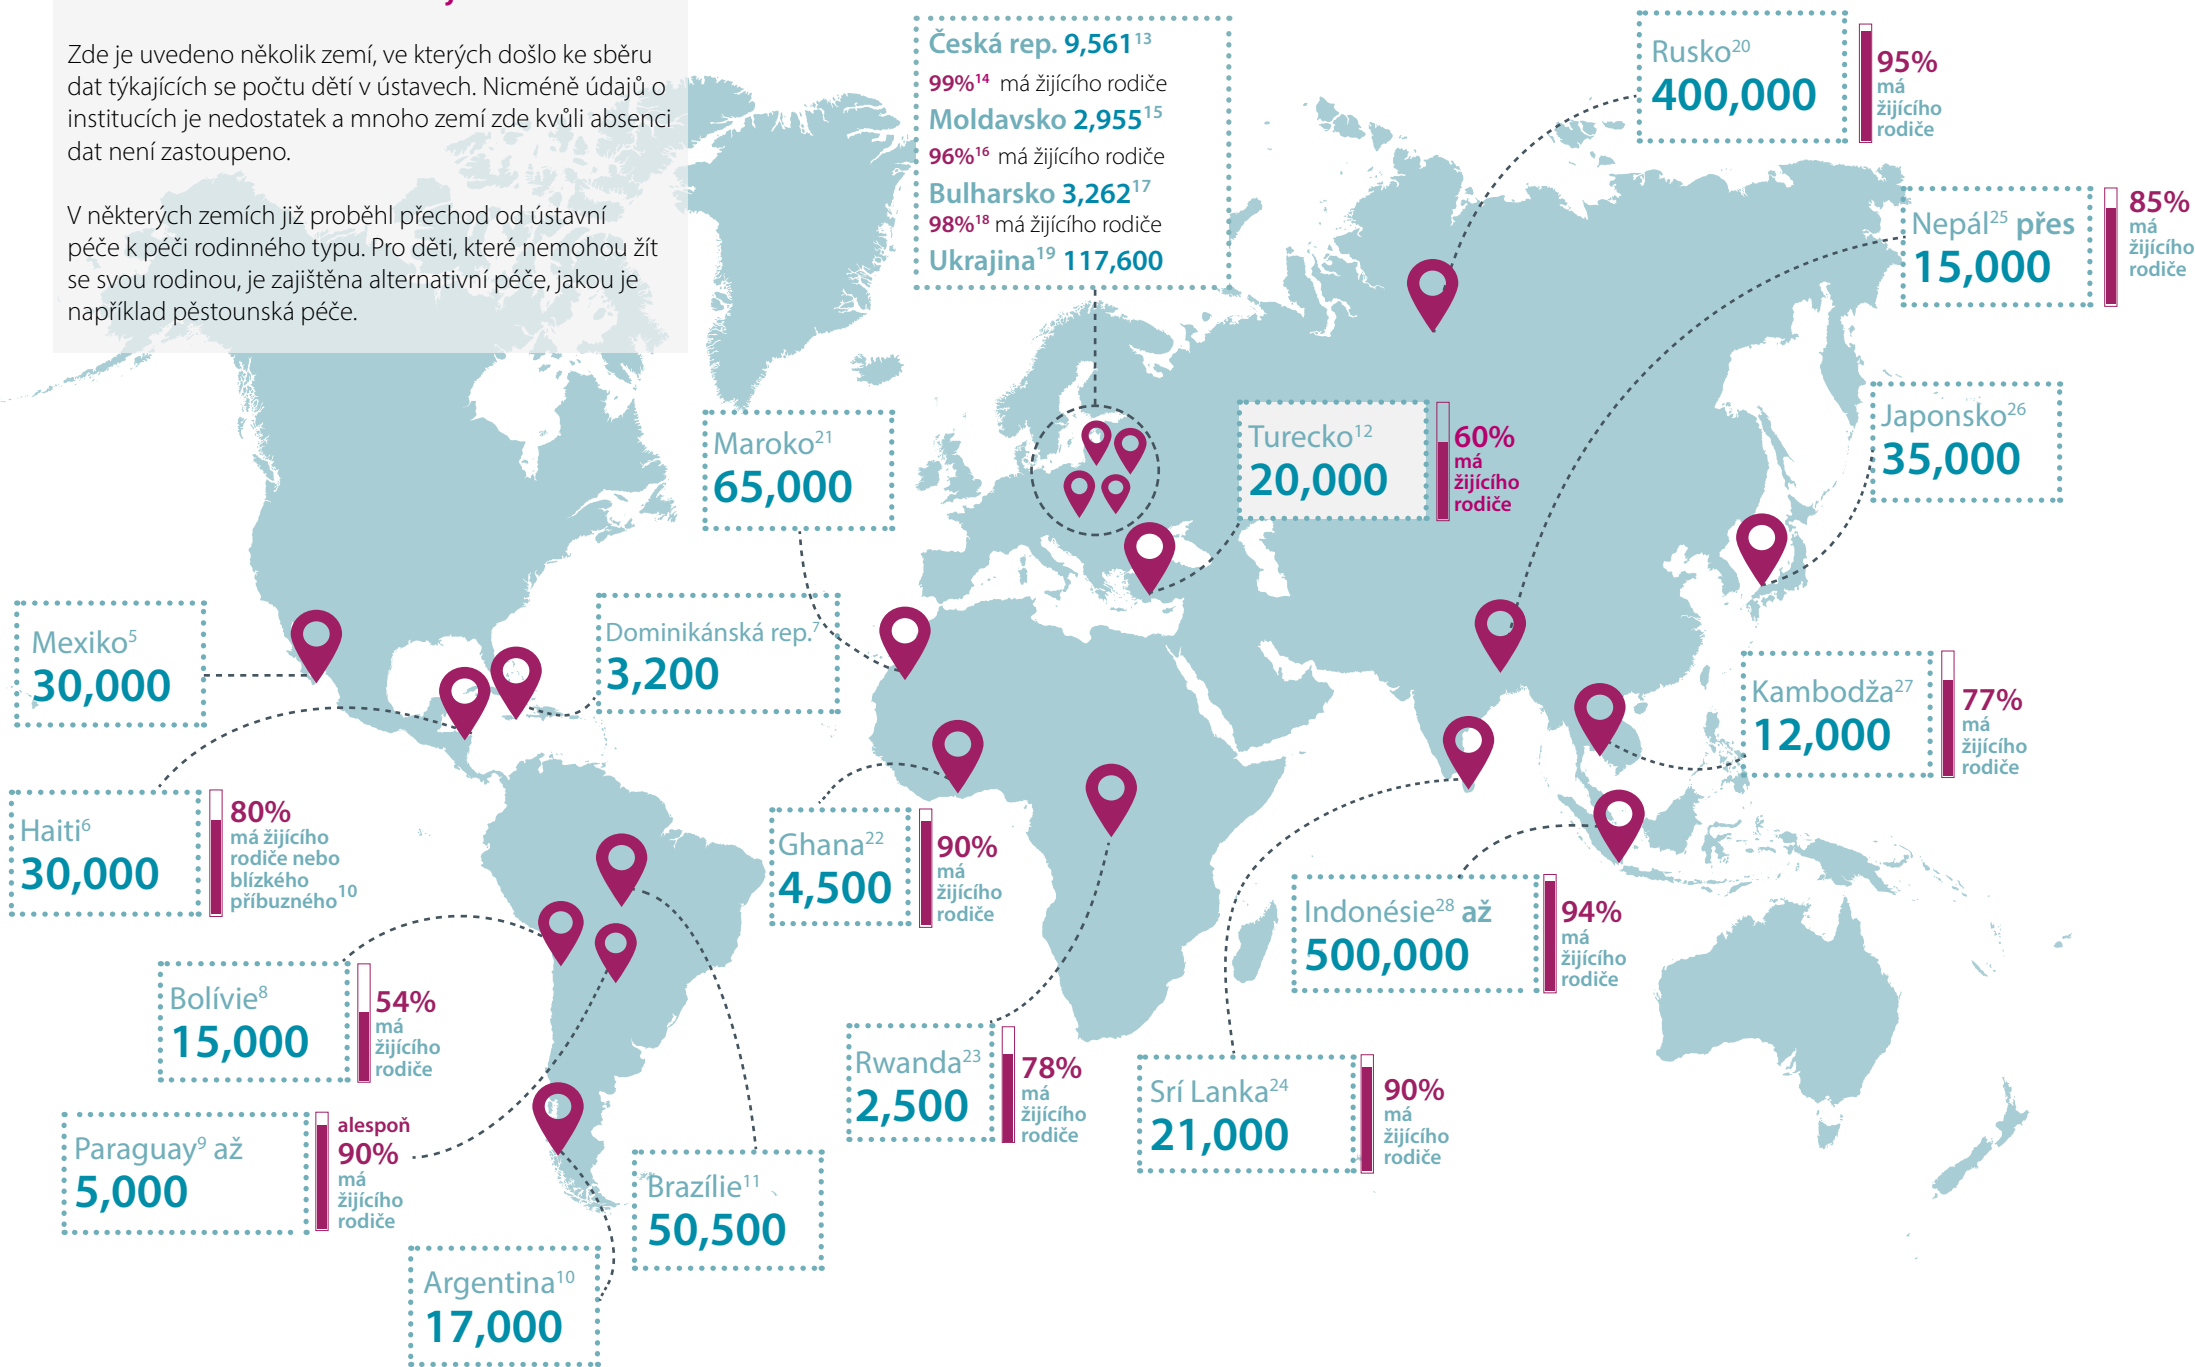 Zde je uvedeno několik zemí, ve kterých došlo ke sběru
dat týkajících se počtu dětí v ústavech. Nicméně údajů o
institucích je nedostatek a mnoho zemí zde kvůli absenci
dat není zastoupeno.
V některých zemích již proběhl přechod od ústavní
péče k péči rodinného typu. Pro děti, které nemohou žít
se svou rodinou, je zajištěna alternativní péče, jakou je
například pěstounská péče.
Česká rep. 9,561¹³
99%¹⁴ má žijícího rodiče.
Moldavsko 2,955¹⁵
96%¹⁶ má žijícího rodiče
Bulharsko 3,262¹⁷
98%¹⁸ má žijícího rodiče
Ukrajina¹⁹ 117,600
Rusko²⁰
400,000
95%
má
žijícího
rodiče
Nepál²⁵ přes
15,000
85%
má
žijícího
rodiče
Maroko²¹
65,000
Turecko¹²
20,000
60%
má
žijícího
rodiče
Japonsko²⁶
35,000
Mexiko⁵
30,000
Dominikánská rep.⁷
3,200
Kambodža²⁷
12,000
77%
má
žijícího
rodiče
Haiti⁶
30,000
80%
má žijícího
rodiče nebo
blízkého
příbuzného¹⁰
Ghana²²
4,500
90%
má
žijícího
rodiče
Indonésie²⁸ až
500,000
94%
má
žijícího
rodiče
Bolívie⁸
15,000
54%
má
žijícího
rodiče
Rwanda²³
2,500
78%
má
žijícího
rodiče
Srí Lanka²⁴
21,000
90%
má
žijícího
rodiče
Paraguay⁹ až
5,000
alespoň
90%
má
žijícího
rodiče
Brazílie¹¹
50,500
Argentina¹⁰
17,000